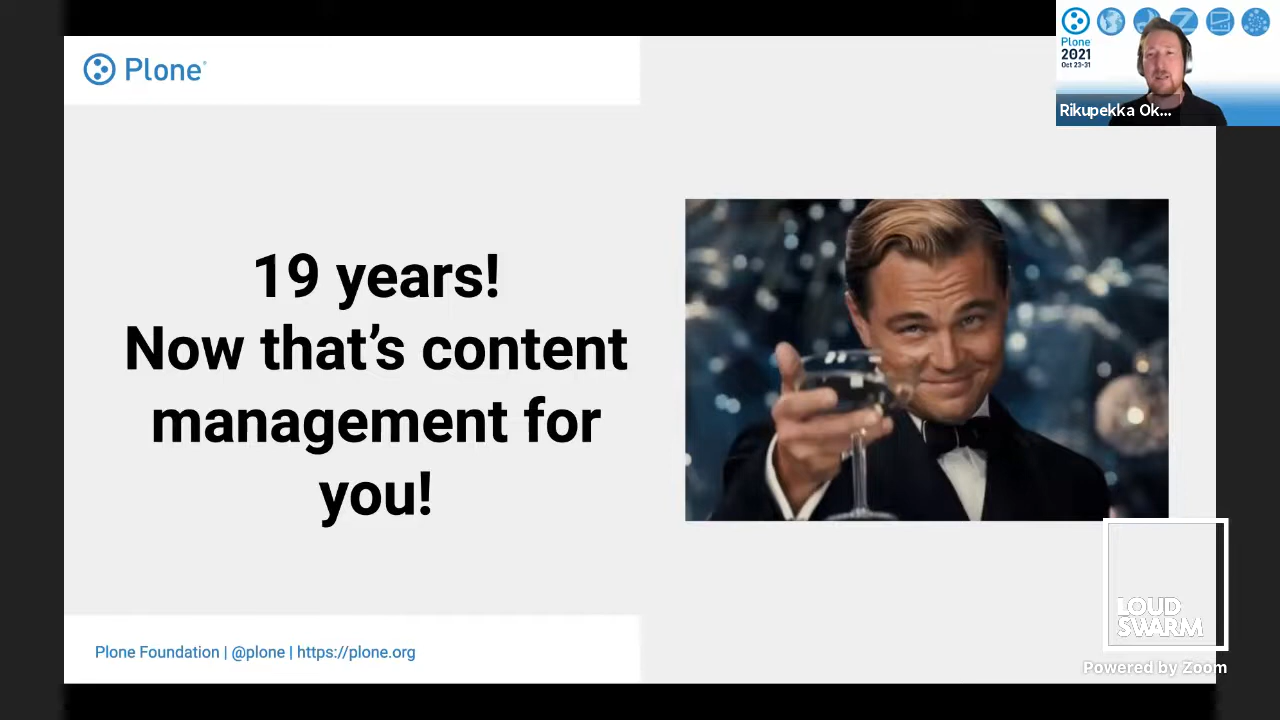 Plone
19 years!
Now that’s content
management for
you!
Plone Foundation | @plone | https://plone.org
Plone
2021
Oct 23-31
Rikupekka Ok...
LOUD
SWARM
Powered by Zoom